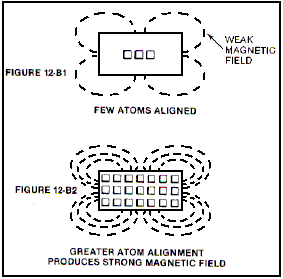 WEAK
MAGNETIC
FIELD
FIGURE 12-B1
FEW ATOMS ALIGNED
FIGURE 12-B2
GREATER ATOM ALIGNMENT
PRODUCES STRONG MAGNETIC FIELD